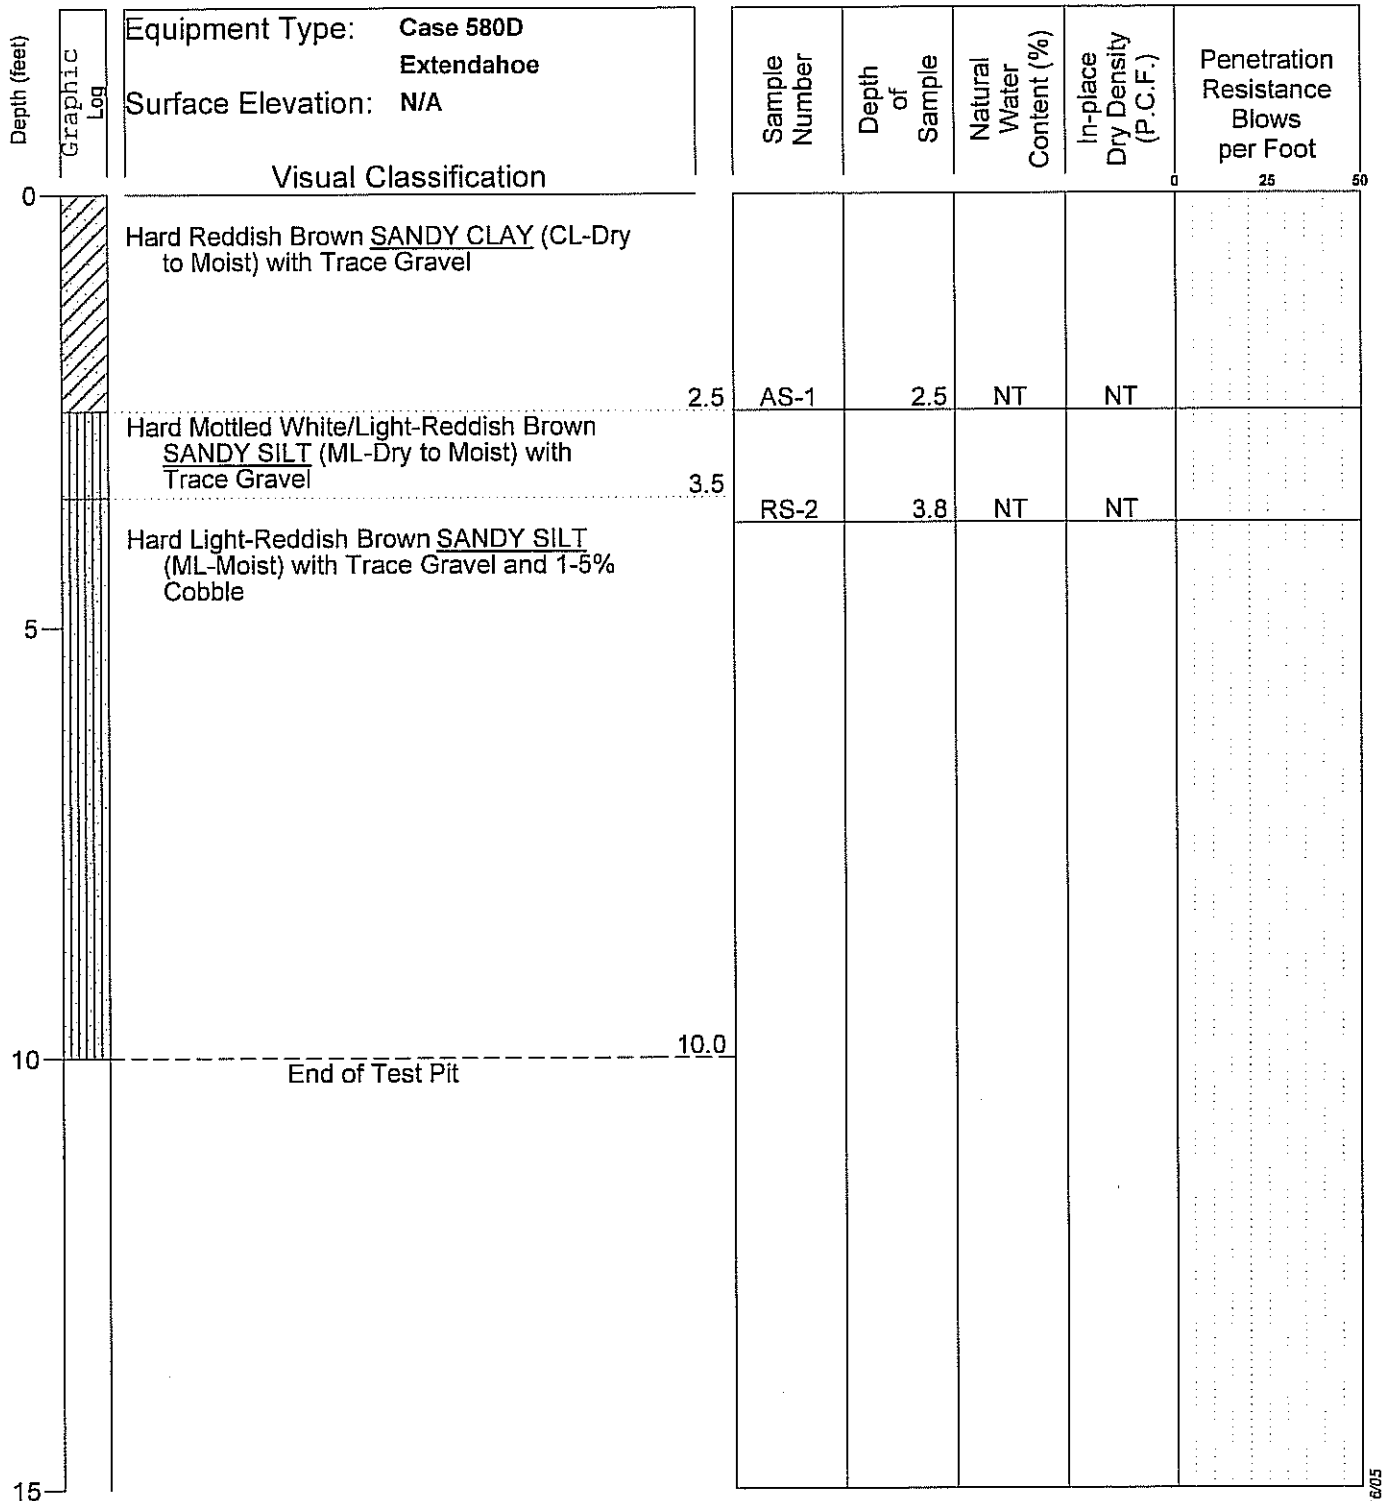 Depth (feet)
Graphic
Log
Equipment Type: Case 580D
Extendahoe
Surface Elevation: N/A
Visual Classification
Sample
Number
Depth
of
Sample
Natural
Water
Content (%)
In-place
Dry Density
(P.C.F.)
Penetration
Resistance
Blows
per Foot
0 25 50
0
Hard Reddish Brown SANDY CLAY (CL-Dry
to Moist) with Trace Gravel
2.5 AS-1 2.5 NT NT
Hard Mottled White/Light-Reddish Brown
SANDY SILT (ML-Dry to Moist) with
Trace Gravel
3.5
RS-2 3.8 NT NT
Hard Light-Reddish Brown SANDY SILT
(ML-Moist) with Trace Gravel and 1-5%
Cobble
5
10.0
10
End of Test Pit
15
6/05